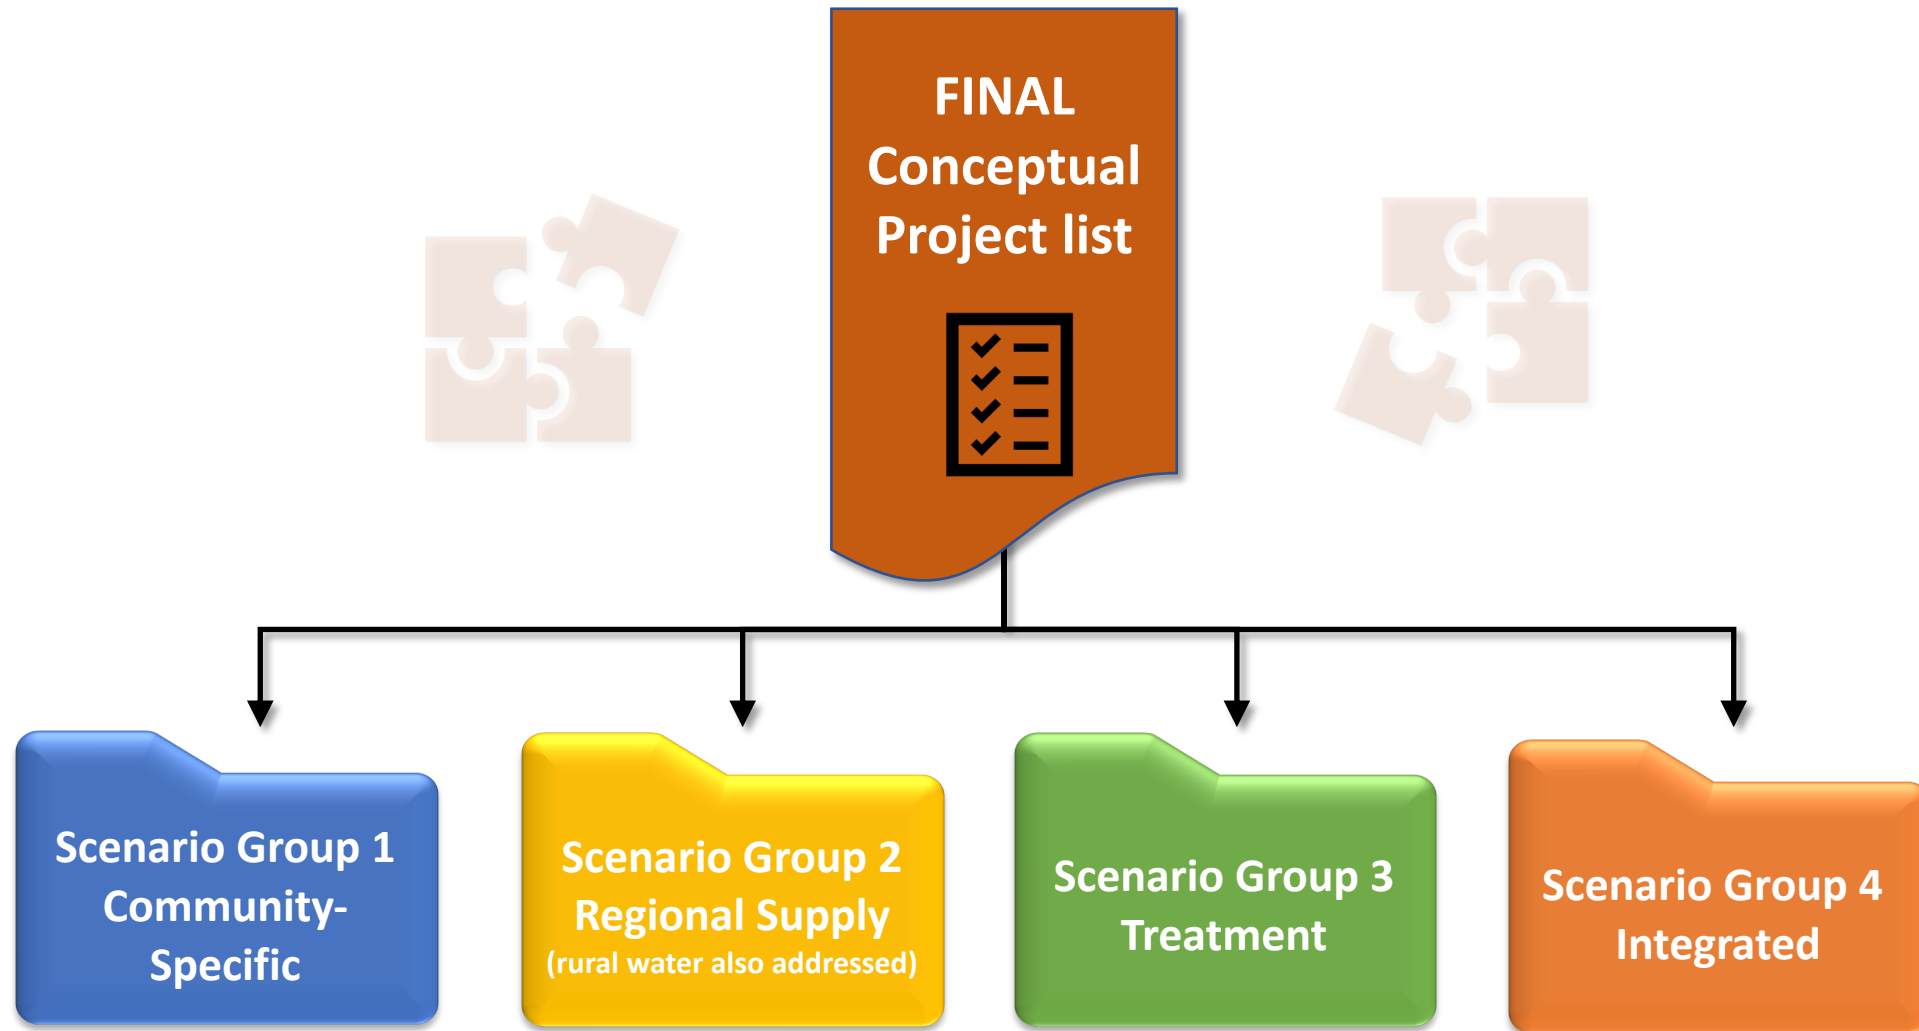 FINAL
Conceptual
Project list
Scenario Group 1
Community-
Specific
Scenario Group 2
Regional Supply
(rural water also addressed)
Scenario Group 3
Treatment
Scenario Group 4
Integrated